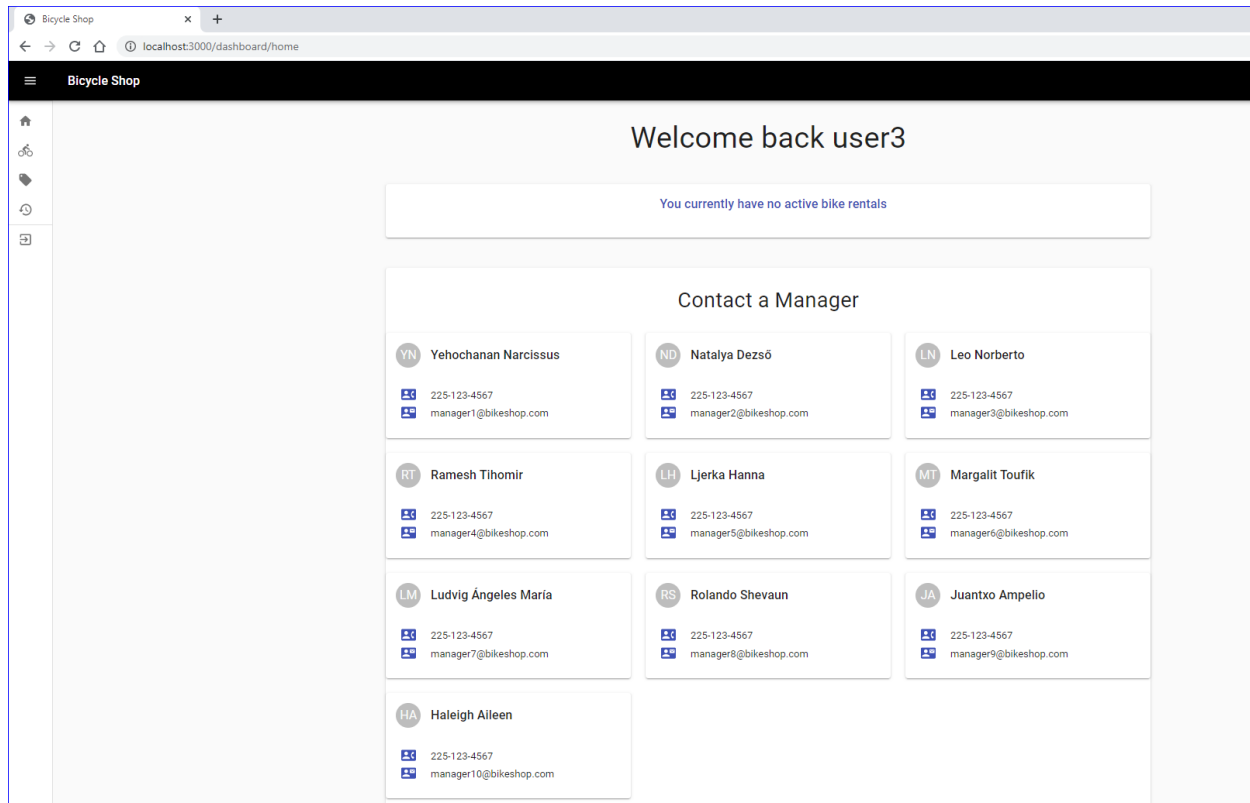 Bicycle Shop
localhost:3000/dashboard/home
Bicycle Shop
Welcome back user3
You currently have no active bike rentals
Contact a Manager
YN Yehochanan Narcissus
225-123-4567
manager1@bikeshop.com
ND Natalya Dezső
225-123-4567
manager2@bikeshop.com
LN Leo Norberto
225-123-4567
manager3@bikeshop.com
RT Ramesh Tihomir
225-123-4567
manager4@bikeshop.com
LH Ljerka Hanna
225-123-4567
manager5@bikeshop.com
MT Margalit Toufik
225-123-4567
manager6@bikeshop.com
LM Ludvig Ángeles María
225-123-4567
manager7@bikeshop.com
RS Rolando Shevaun
225-123-4567
manager8@bikeshop.com
JA Juantxo Ampelio
225-123-4567
manager9@bikeshop.com
HA Haleigh Aileen
225-123-4567
manager10@bikeshop.com